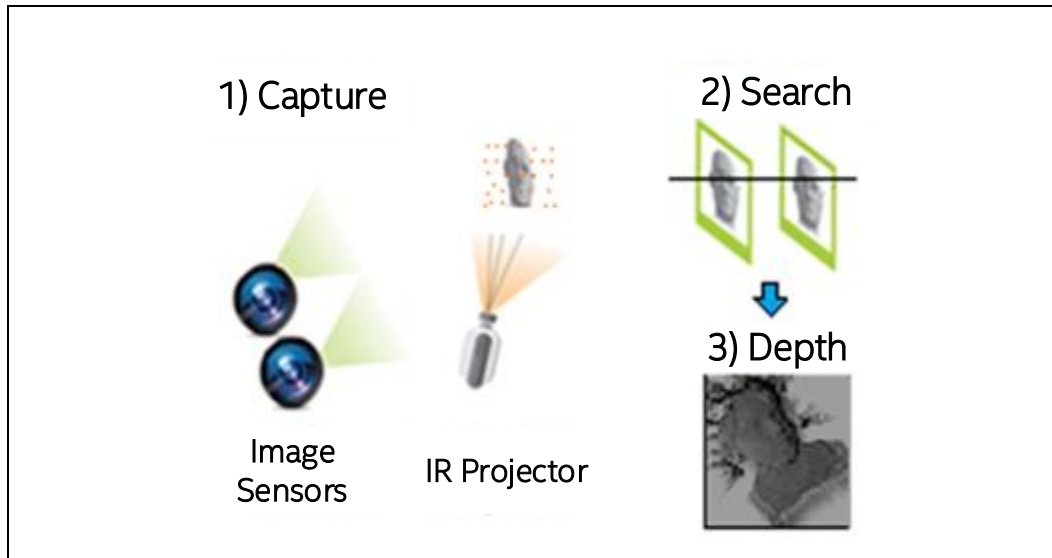 1) Capture
Image
Sensors
IR Projector
2) Search
3) Depth